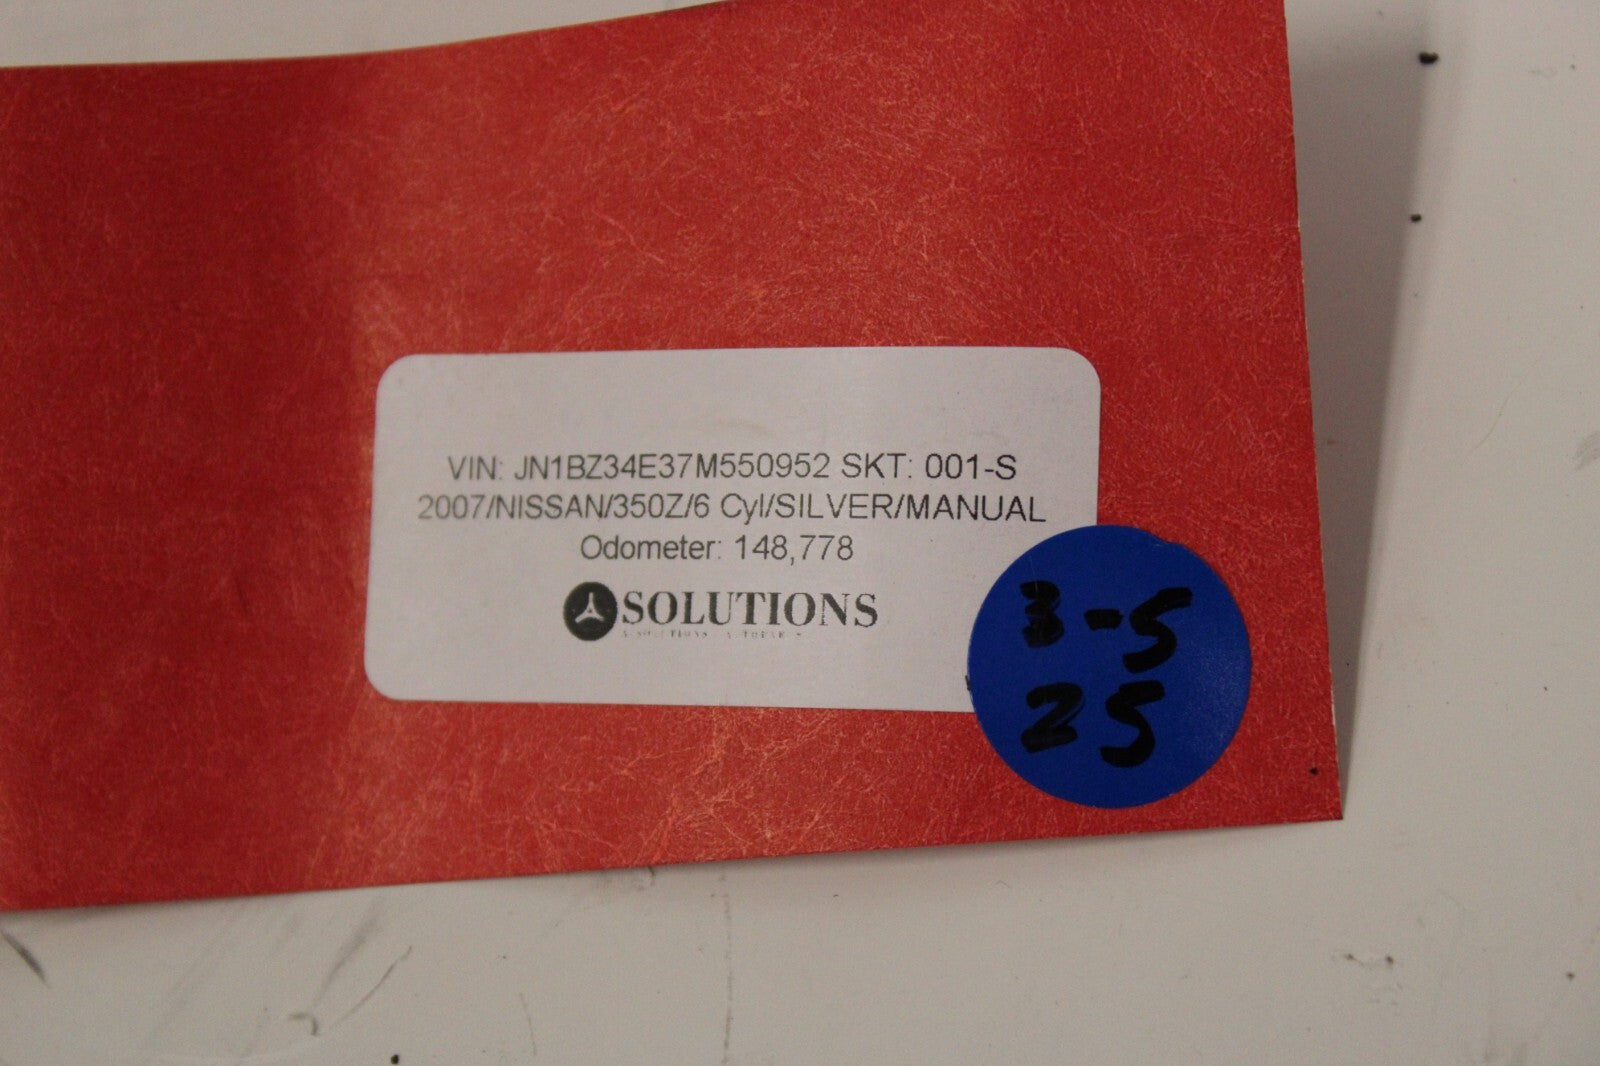 VIN: JN1BZ34E37M550952 SKT: 001-S
2007/NISSAN/350Z/6 Cyl/SILVER/MANUAL
Odometer: 148,778
SOLUTIONS
3-5
25